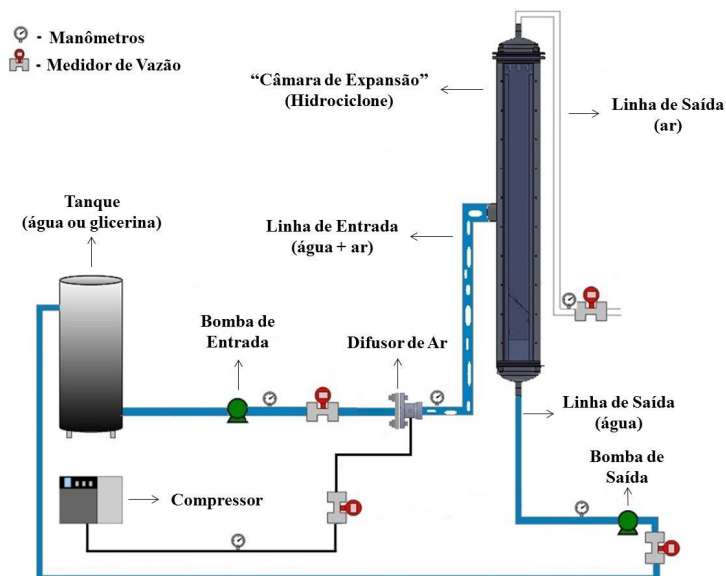 - Manômetros
- Medidor de Vazão
“Câmara de Expansão”
(Hidrociclone)
Linha de Saída
(ar)
Tanque
(água ou glicerina)
Linha de Entrada
(água + ar)
Bomba de
Entrada
Difusor de Ar
Linha de Saída
(água)
Bomba de
Saída
Compressor